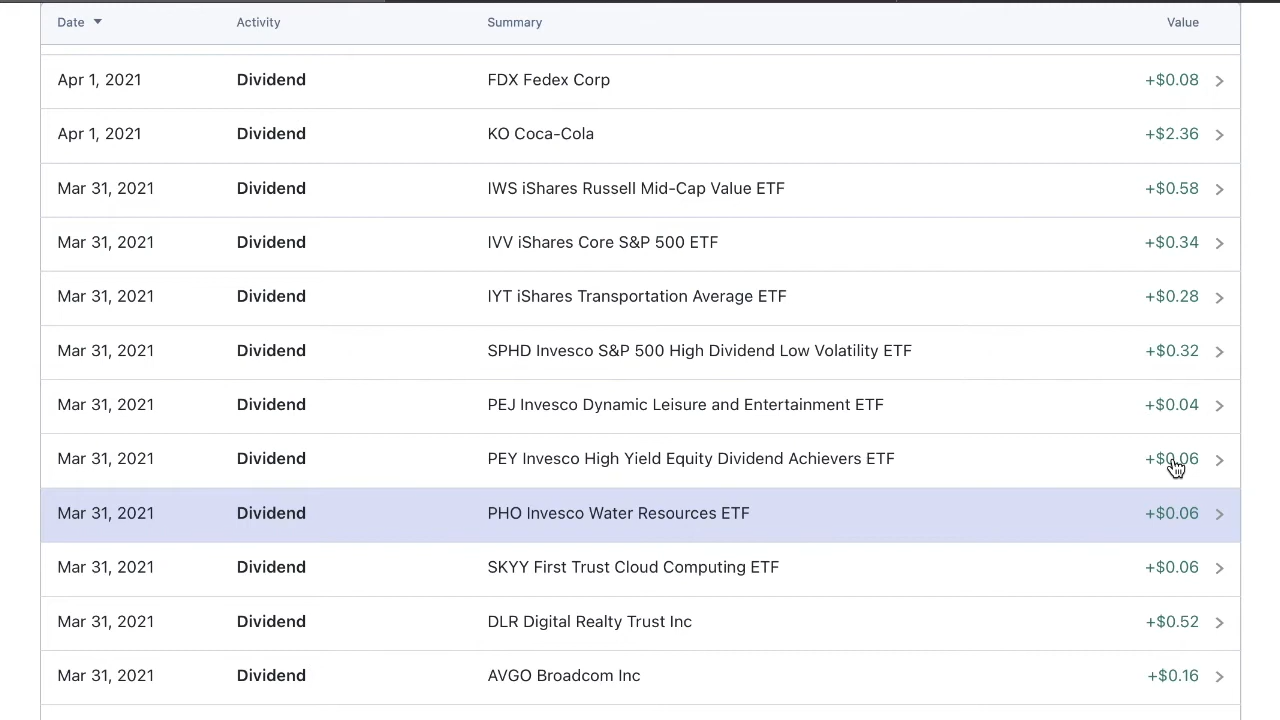 Date Activity Summary Value
Apr 1, 2021 Dividend FDX Fedex Corp +$0.08
Apr 1, 2021 Dividend KO Coca-Cola +$2.36
Mar 31, 2021 Dividend IWS iShares Russell Mid-Cap Value ETF +$0.58
Mar 31, 2021 Dividend IVV iShares Core S&P 500 ETF +$0.34
Mar 31, 2021 Dividend IYT iShares Transportation Average ETF +$0.28
Mar 31, 2021 Dividend SPHD Invesco S&P 500 High Dividend Low Volatility ETF +$0.32
Mar 31, 2021 Dividend PEJ Invesco Dynamic Leisure and Entertainment ETF +$0.04
Mar 31, 2021 Dividend PEY Invesco High Yield Equity Dividend Achievers ETF +$0.06
Mar 31, 2021 Dividend PHO Invesco Water Resources ETF +$0.06
Mar 31, 2021 Dividend SKYY First Trust Cloud Computing ETF +$0.06
Mar 31, 2021 Dividend DLR Digital Realty Trust Inc +$0.52
Mar 31, 2021 Dividend AVGO Broadcom Inc +$0.16